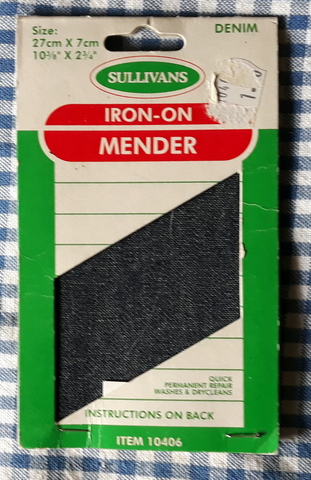 Size:
27cm X 7cm
10⅝" X 2¾"
DENIM
SULLIVANS
IRON-ON
MENDER
QUICK
PERMANENT REPAIR
WASHES & DRYCLEANS
INSTRUCTIONS ON BACK
ITEM 10406